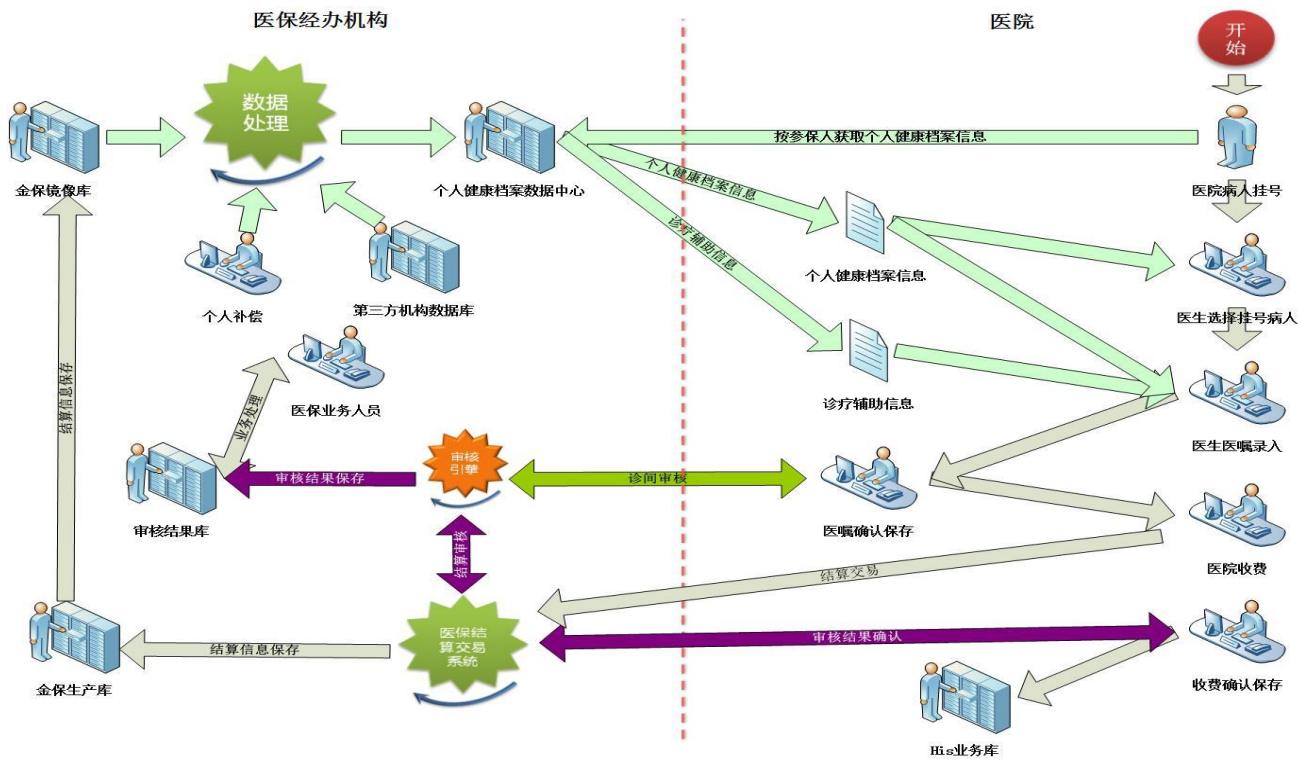 医保经办机构
医院
开
始
数据
处理
按参保人获取个人健康档案信息
金保镜像库
个人健康档案数据中心
医院病人挂号
个人健康档案信息
诊疗辅助信息
个人健康档案信息
个人补偿
第三方机构数据库
医生选择挂号病人
结算信息保存
医保业务人员
诊疗辅助信息
业务处理
医生医嘱录入
审核
引擎
审核结果保存
诊间审核
审核结果库
医嘱确认保存
结算审核
医院收费
结算交易
医保结
算交易
系统
审核结果确认
结算信息保存
金保生产库
收费确认保存
His业务库